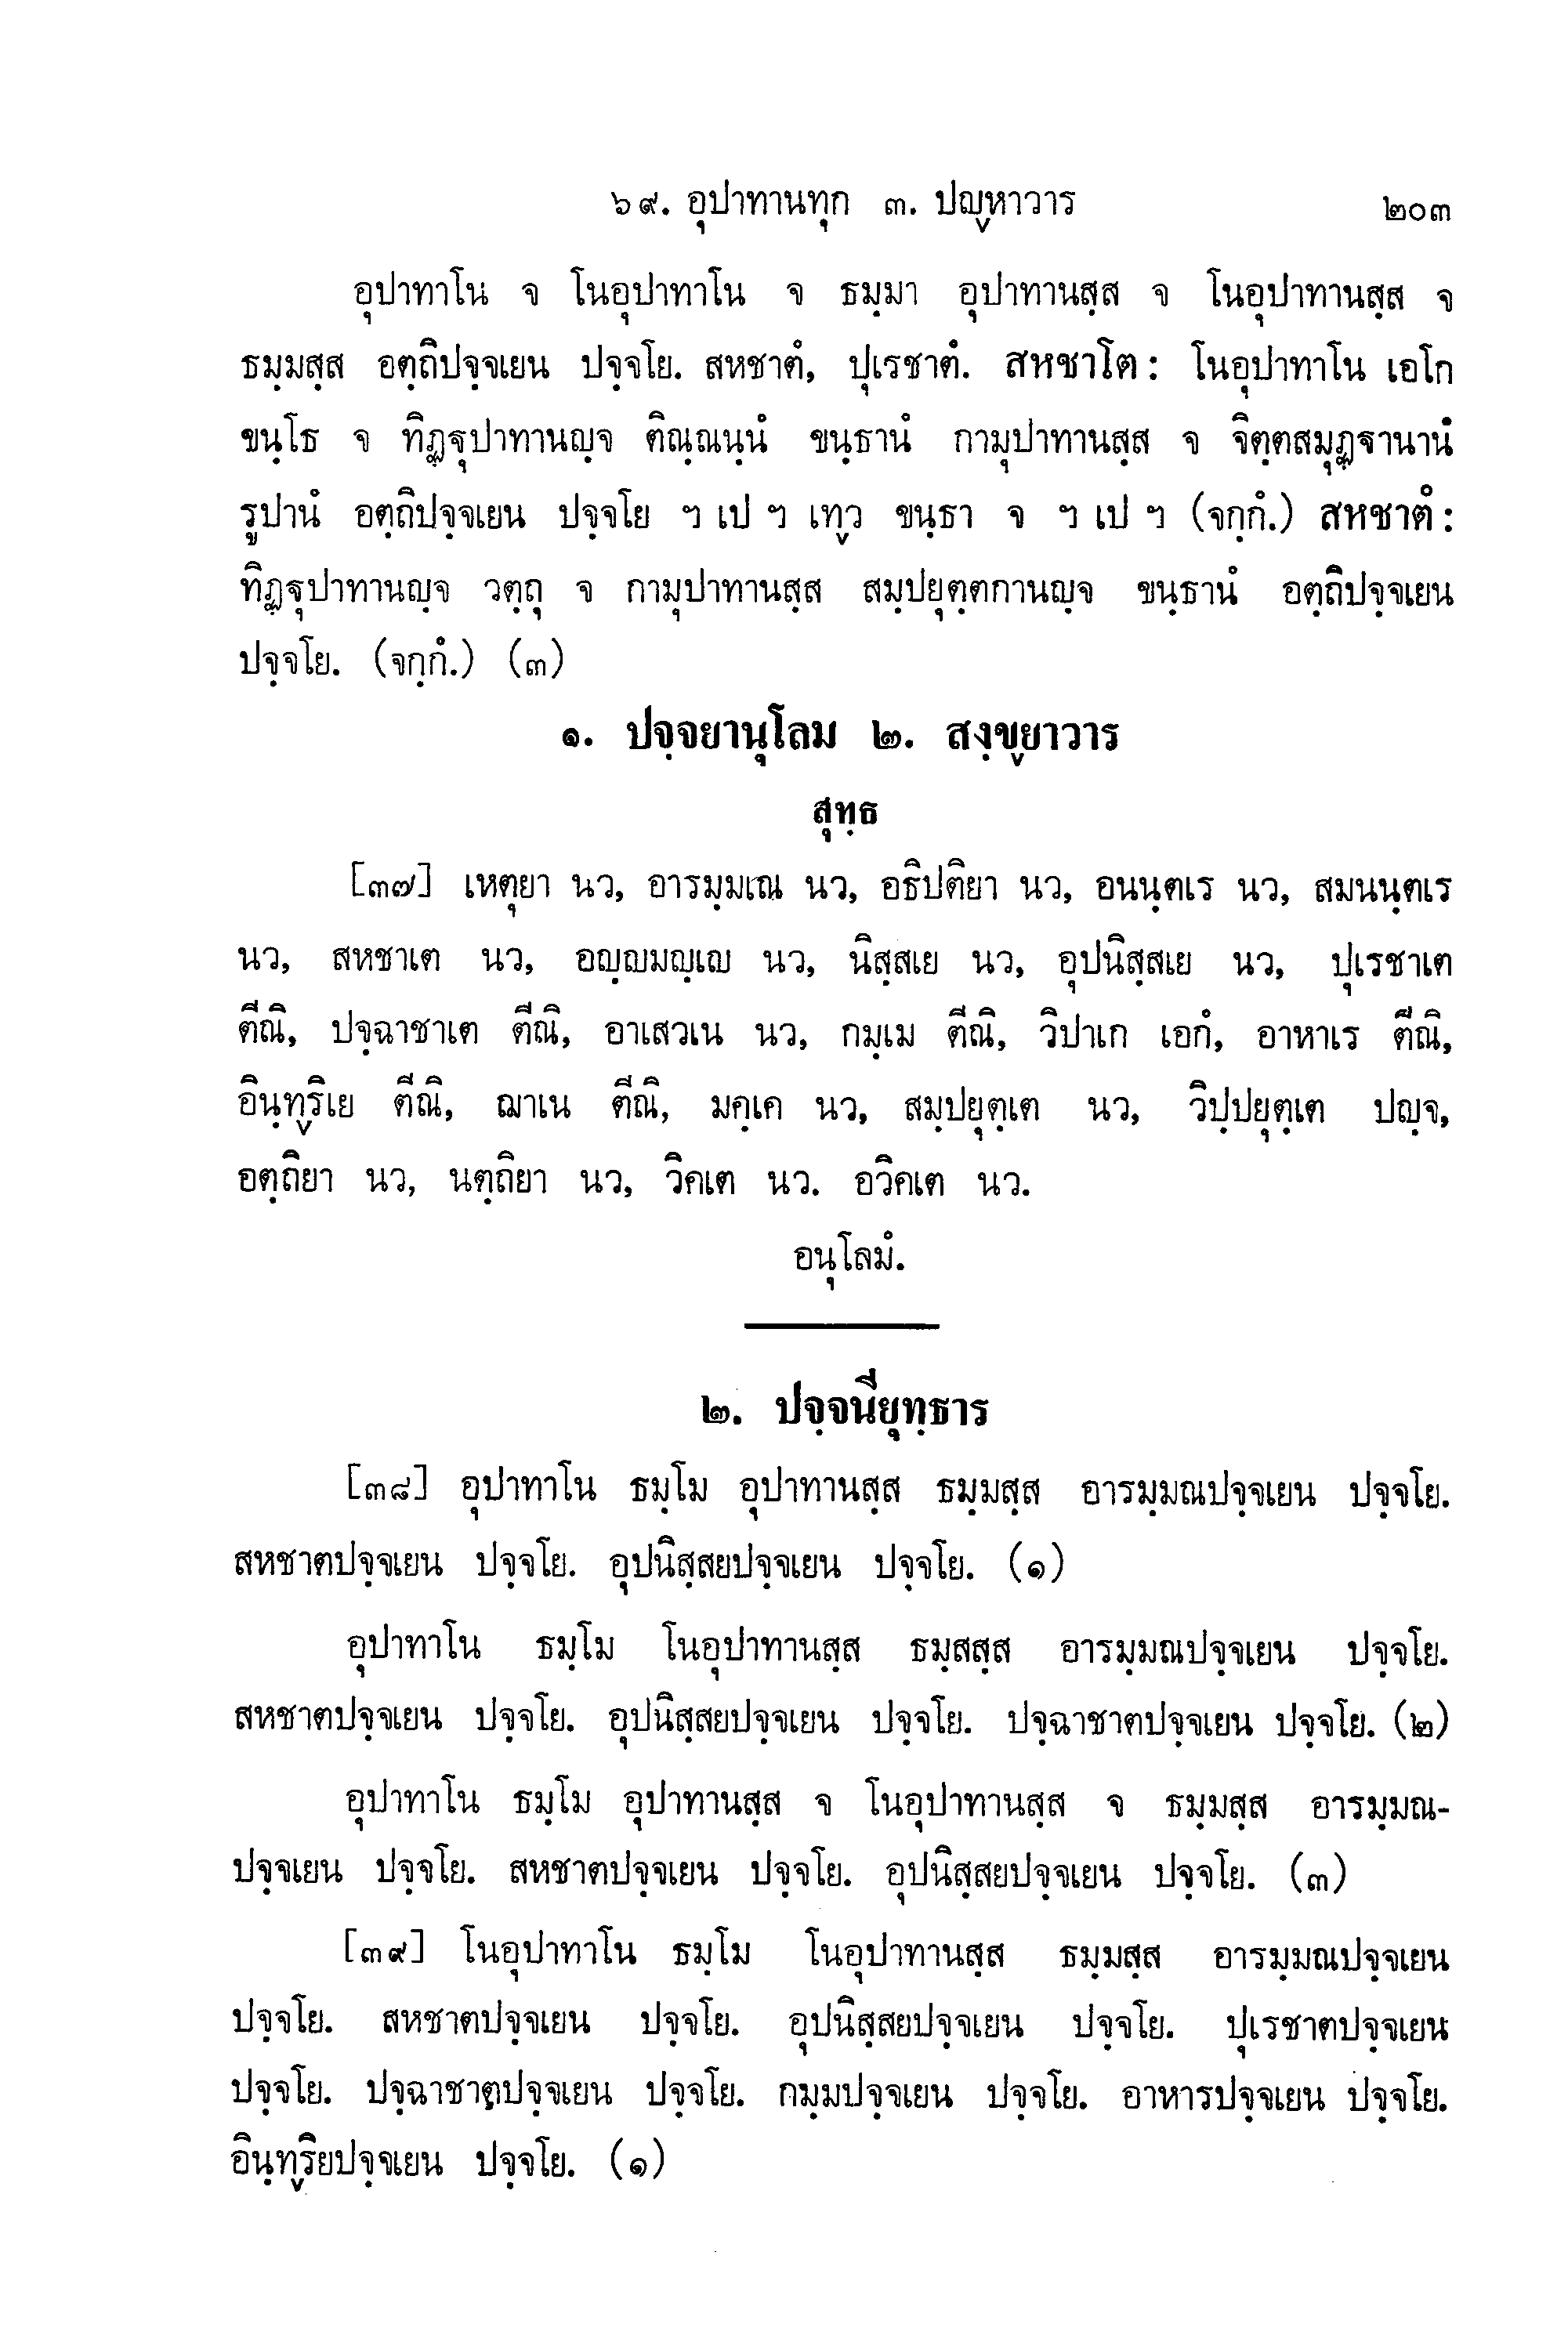 ๖๙. อุปาทานทุก ๓. ปญฺหาวาร ๒๐๓
อุปาทาโน จ โนอุปาทาโน จ ธมฺมา อุปาทานสฺส จ โนอุปาทานสฺส จ
ธมฺมสฺส อตฺถิปจฺจเยน ปจฺจโย. สหชาตํ, ปุเรชาตํ. สหชาโต : โนอุปาทาโน เอโก
ขนฺโธ จ ทิฏฺฐุปาทานญฺจ ติณฺณนฺนํ ขนฺธานํ กามุปาทานสฺส จ จิตฺตสมุฏฺฐานานํ
รูปานํ อตฺถิปจฺจเยน ปจฺจโย ฯ เป ฯ เทฺว ขนฺธา จ ฯ เป ฯ (จกฺกํ.) สหชาตํ :
ทิฏฺฐุปาทานญฺจ วตฺถุ จ กามุปาทานสฺส สมฺปยุตฺตกานญฺจ ขนฺธานํ อตฺถิปจฺจเยน
ปจฺจโย. (จกฺกํ.) (๓)
๑. ปจฺจยานุโลม ๒. สงฺขฺยาวาร
สุทฺธ
[๓๗] เหตุยา นว, อารมฺมเณ นว, อธิปติยา นว, อนนฺตเร นว, สมนนฺตเร
นว, สหชาเต นว, อญฺญมญฺเญ นว, นิสฺสเย นว, อุปนิสฺสเย นว, ปุเรชาเต
ตีณิ, ปจฺฉาชาเต ตีณิ, อาเสวเน นว, กมฺเม ตีณิ, วิปาเก เอกํ, อาหาเร ตีณิ,
อินฺทฺริเย ตีณิ, ฌาเน ตีณิ, มคฺเค นว, สมฺปยุตฺเต นว, วิปฺปยุตฺเต ปญฺจ,
อตฺถิยา นว, นตฺถิยา นว, วิคเต นว. อวิคเต นว.
อนุโลมํ.
๒. ปจฺจนียุทฺธาร
[๓๘] อุปาทาโน ธมฺโม อุปาทานสฺส ธมฺมสฺส อารมฺมณปจฺจเยน ปจฺจโย.
สหชาตปจฺจเยน ปจฺจโย. อุปนิสฺสยปจฺจเยน ปจฺจโย. (๑)
อุปาทาโน ธมฺโม โนอุปาทานสฺส ธมฺสสฺส อารมฺมณปจฺจเยน ปจฺจโย.
สหชาตปจฺจเยน ปจฺจโย. อุปนิสฺสยปจฺจเยน ปจฺจโย. ปจฺฉาชาตปจฺจเยน ปจฺจโย. (๒)
อุปาทาโน ธมฺโม อุปาทานสฺส จ โนอุปาทานสฺส จ ธมฺมสฺส อารมฺมณ-
ปจฺจเยน ปจฺจโย. สหชาตปจฺจเยน ปจฺจโย. อุปนิสฺสยปจฺจเยน ปจฺจโย. (๓)
[๓๙] โนอุปาทาโน ธมฺโม โนอุปาทานสฺส ธมฺมสฺส อารมฺมณปจฺจเยน
ปจฺจโย. สหชาตปจฺจเยน ปจฺจโย. อุปนิสฺสยปจฺจเยน ปจฺจโย. ปุเรชาตปจฺจเยน
ปจฺจโย. ปจฺฉาชาตปจฺจเยน ปจฺจโย. กมฺมปจฺจเยน ปจฺจโย. อาหารปจฺจเยน ปจฺจโย.
อินฺทฺริยปจฺจเยน ปจฺจโย. (๑)